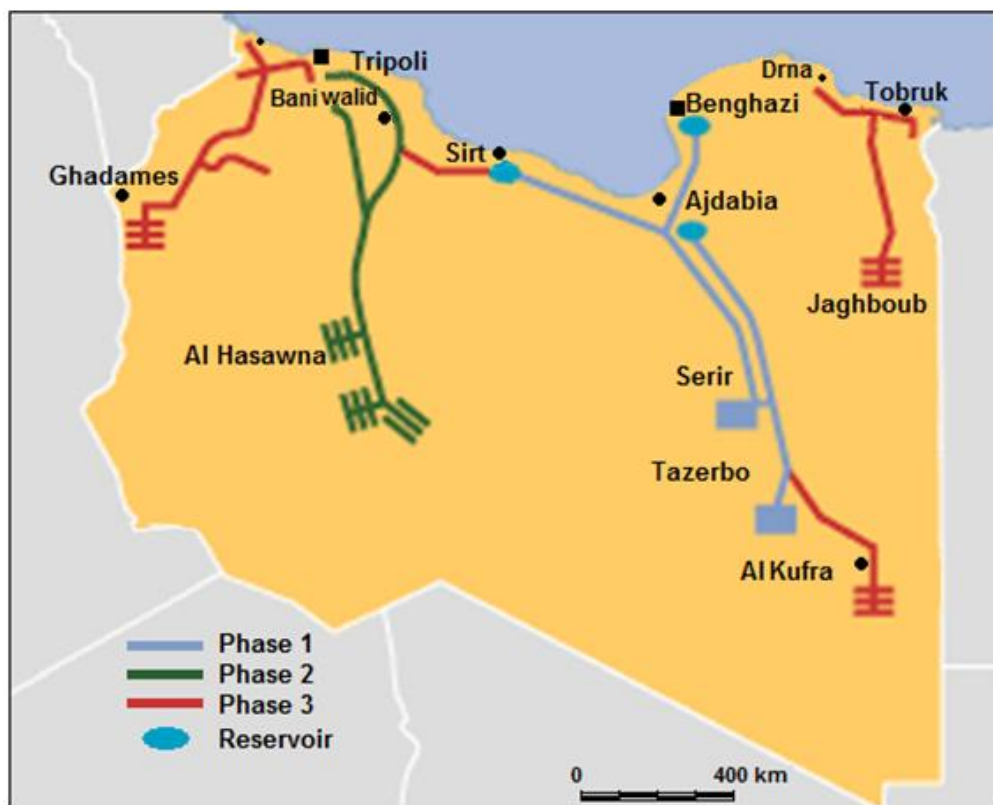 Tripoli
Drna
Tobruk
Bani walid
Benghazi
Sirt
Ghadames
Ajdabia
Jaghboub
Al Hasawna
Serir
Tazerbo
Al Kufra
Phase 1
Phase 2
Phase 3
Reservoir
0 400 km